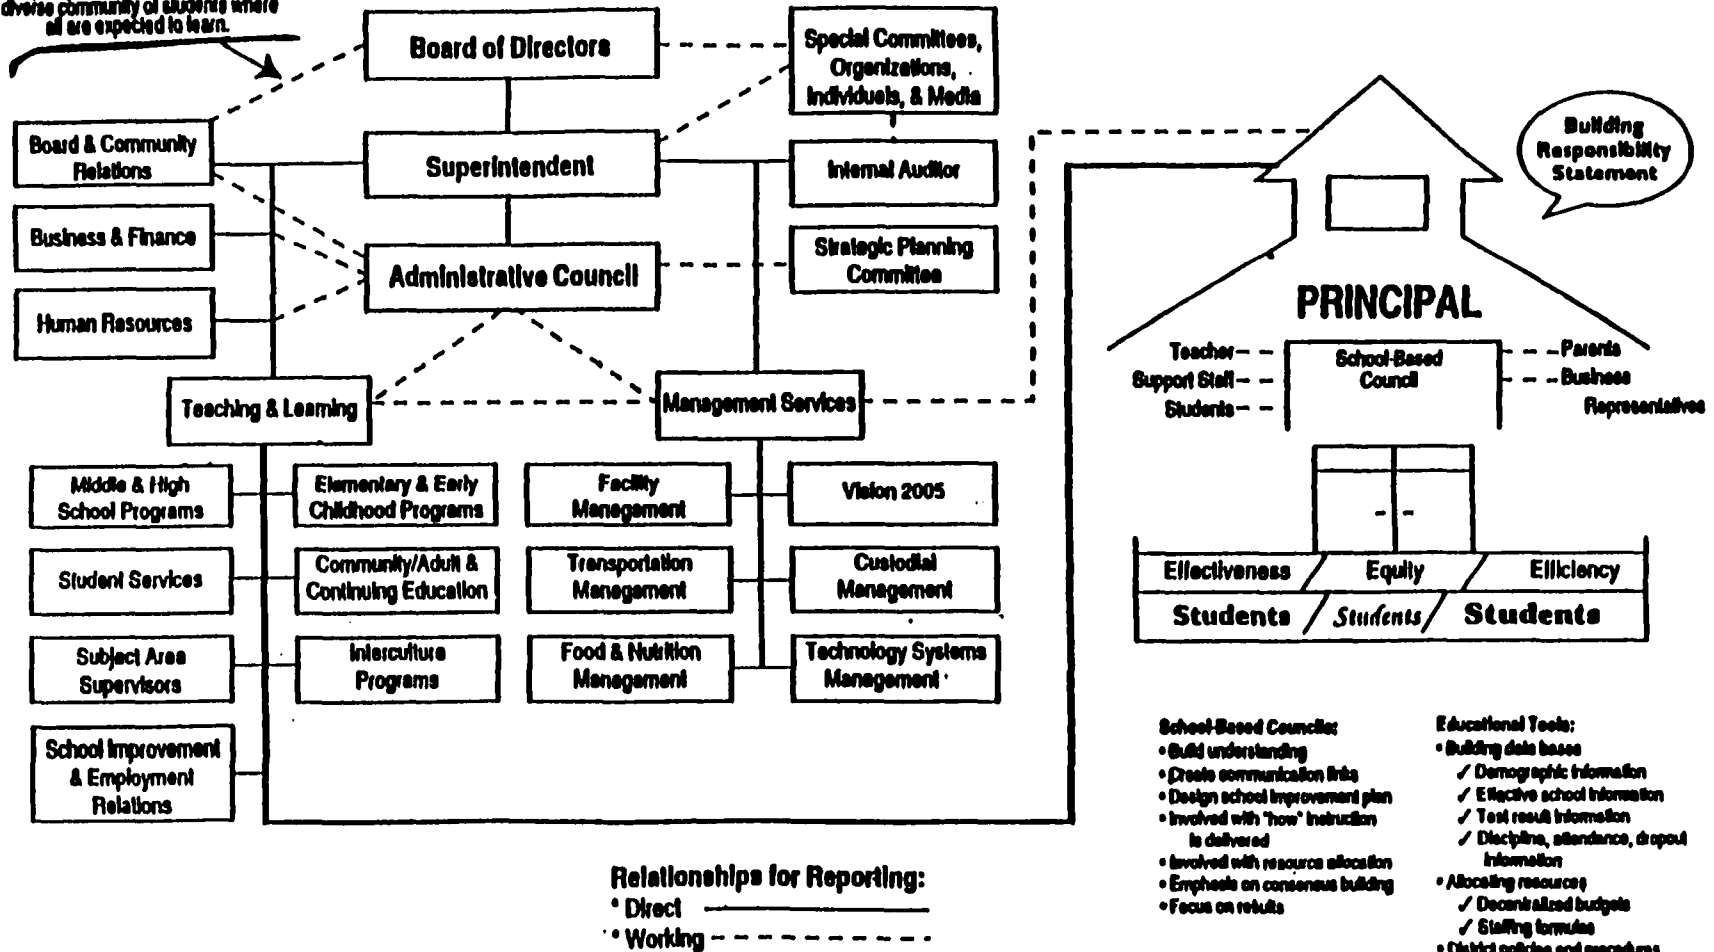 diverse community of students where
all are expected to learn.
Board of Directors
Special Committees,
Organizations,
Individuals, & Media
Board & Community
Relations
Superintendent
Internal Auditor
Building
Responsibility
Statement
Business & Finance
Administrative Council
Strategic Planning
Committee
Human Resources
PRINCIPAL
Teacher
Support Staff
Students
School-Based
Council
Parents
Business
Representatives
Teaching & Learning
Management Services
Middle & High
School Programs
Elementary & Early
Childhood Programs
Facility
Management
Vision 2005
Student Services
Community/Adult &
Continuing Education
Transportation
Management
Custodial
Management
Effectiveness / Equity / Efficiency
Students / Students / Students
Subject Area
Supervisors
Interculture
Programs
Food & Nutrition
Management
Technology Systems
Management
School Improvement
& Employment
Relations
School-Based Councils:
• Build understanding
• Create communication links
• Design school improvement plan
• Involved with "how" instruction
is delivered
• Involved with resource allocation
• Emphasis on consensus building
• Focus on results
Educational Tools:
• Building data bases
✓ Demographic information
✓ Effective school information
✓ Test result information
✓ Discipline, attendance, dropout
information
• Allocating resources
✓ Decentralized budgets
✓ Staffing formulas
• District policies and procedures
Relationships for Reporting:
• Direct
• Working